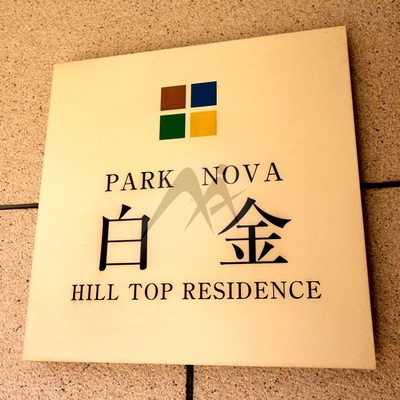 PARK NOVA
白金
HILL TOP RESIDENCE